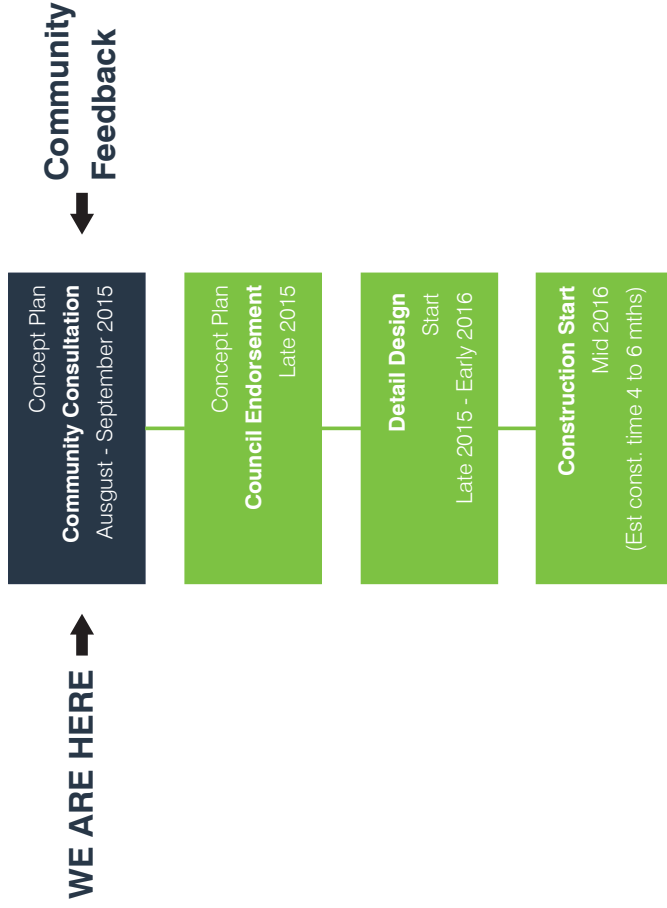 WE ARE HERE
Concept Plan
Community Consultation
Ausgust - September 2015
Community
Feedback
Concept Plan
Council Endorsement
Late 2015
Detail Design
Start
Late 2015 - Early 2016
Construction Start
Mid 2016
(Est const. time 4 to 6 mths)